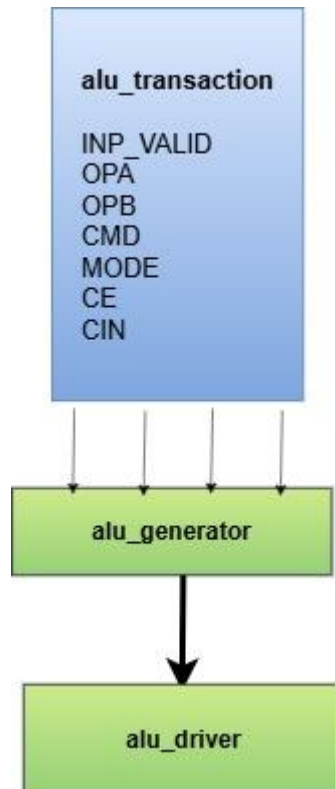 alu_transaction
INP_VALID
OPA
OPB
CMD
MODE
CE
CIN
alu_generator
alu_driver